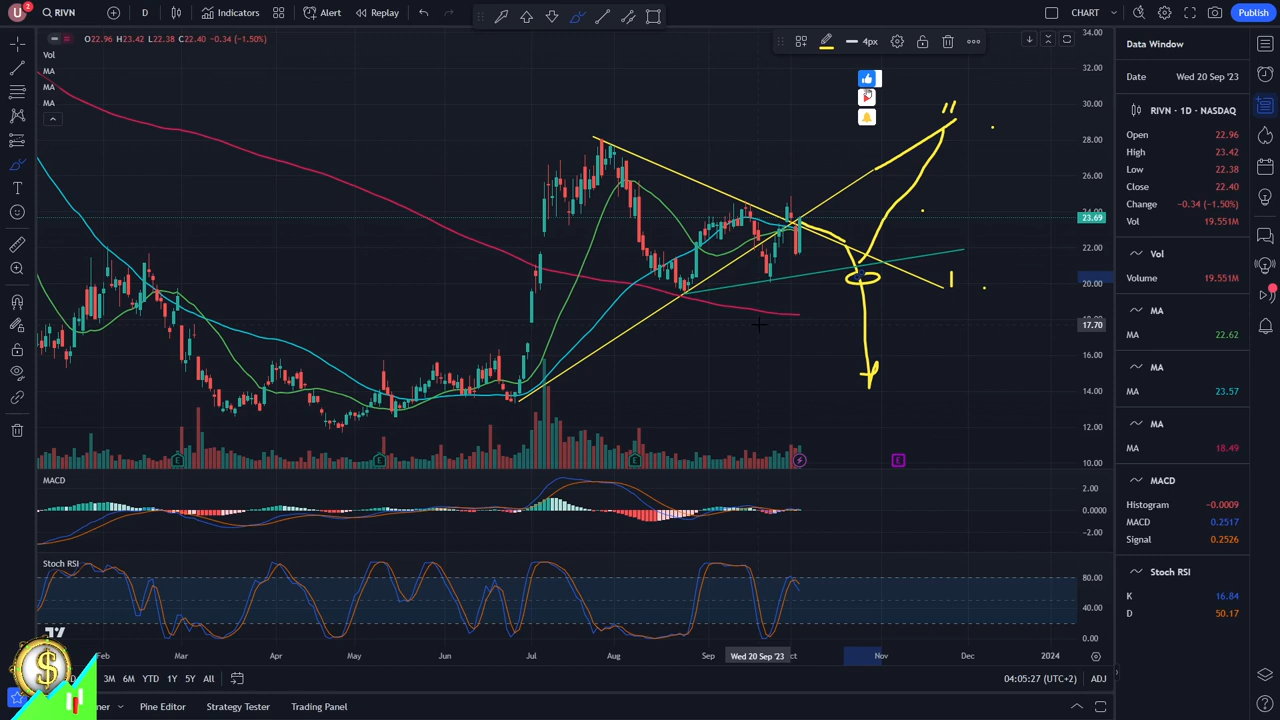 U 2 RIVN D Indicators Alert Replay CHART Publish
O22.96 H23.42 L22.38 C22.40 -0.34 (-1.50%)
4px
Vol
MA
MA
MA
34.00
32.00
30.00
28.00
26.00
24.00
23.69
22.00
20.00
18.00
17.70
16.00
14.00
12.00
10.00
E E E E
MACD
2.00
0.0000
-2.00
Stoch RSI
80.00
40.00
0.00
Feb Mar Apr May Jun Jul Aug Sep Wed 20 Sep '23 ct Nov Dec 2024
$
D 3M 6M YTD 1Y 5Y All 04:05:27 (UTC+2) ADJ
ner Pine Editor Strategy Tester Trading Panel
Data Window
Date Wed 20 Sep '23
RIVN · 1D · NASDAQ
Open 22.96
High 23.42
Low 22.38
Close 22.40
Change -0.34 (-1.50%)
Vol 19.551M
Vol
Volume 19.551M
MA
MA 22.62
MA
MA 23.57
MA
MA 18.49
MACD
Histogram -0.0009
MACD 0.2517
Signal 0.2526
Stoch RSI
K 16.84
D 50.17